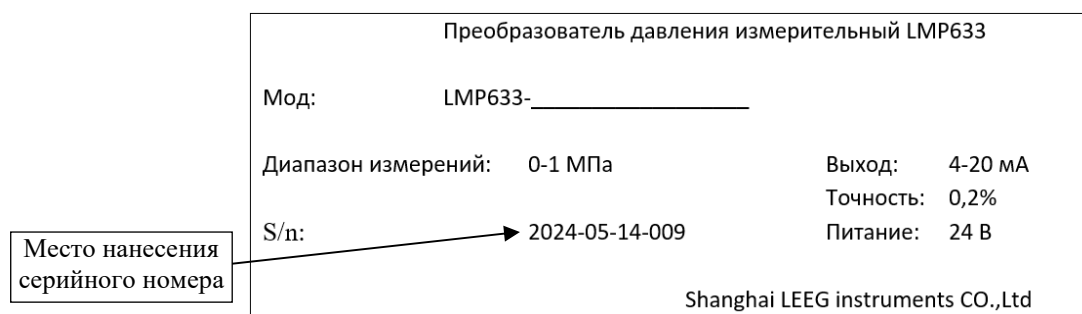 Преобразователь давления измерительный LMP633
Мод: LMP633-__________________
Диапазон измерений: 0-1 МПа Выход: 4-20 мА
Точность: 0,2%
S/n: 2024-05-14-009 Питание: 24 В
Место нанесения
серийного номера
Shanghai LEEG instruments CO.,Ltd